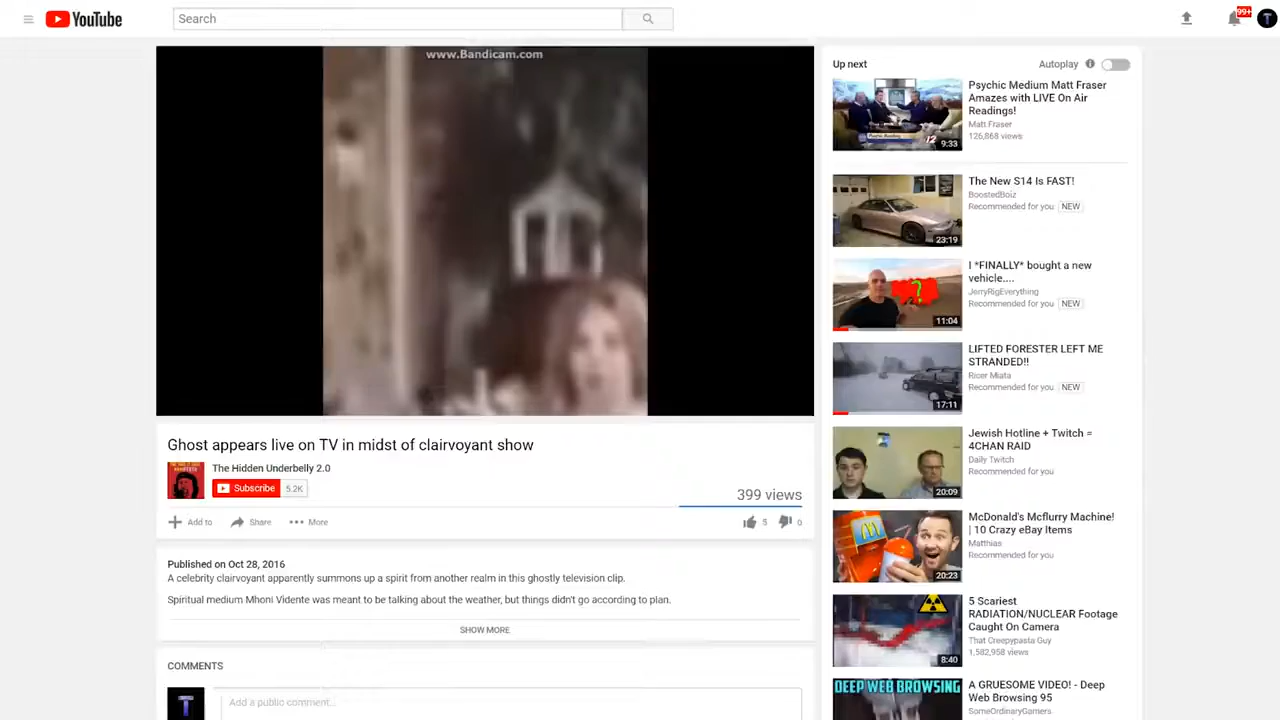 YouTube
Search
99+
T
www.Bandicam.com
Ghost appears live on TV in midst of clairvoyant show
The Hidden Underbelly 2.0
Subscribe 5.2K
399 views
Add to Share More 5 0
Published on Oct 28, 2016
A celebrity clairvoyant apparently summons up a spirit from another realm in this ghostly television clip.
Spiritual medium Mhoni Vidente was meant to be talking about the weather, but things didn't go according to plan.
SHOW MORE
COMMENTS
T
Add a public comment...
Up next Autoplay
Psychic Medium Matt Fraser
Amazes with LIVE On Air
Readings!
Matt Fraser
126,868 views
12
9:33
The New S14 Is FAST!
BoostedBoiz
Recommended for you NEW
23:19
I *FINALLY* bought a new
vehicle....
JerryRigEverything
Recommended for you NEW
?
11:04
LIFTED FORESTER LEFT ME
STRANDED!!
Ricer Miata
Recommended for you NEW
17:11
Jewish Hotline + Twitch =
4CHAN RAID
Daily Twitch
Recommended for you
20:09
McDonald's Mcflurry Machine!
| 10 Crazy eBay Items
Matthias
Recommended for you
20:23
5 Scariest
RADIATION/NUCLEAR Footage
Caught On Camera
That Creepypasta Guy
1,582,958 views
8:40
DEEP WEB BROWSING
A GRUESOME VIDEO! - Deep
Web Browsing 95
SomeOrdinaryGamers